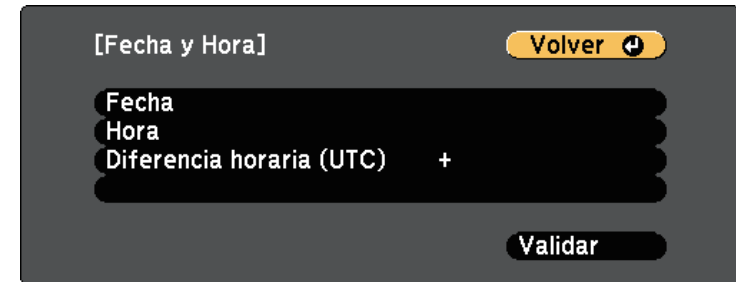 [Fecha y Hora] Volver
Fecha
Hora
Diferencia horaria (UTC) +
Validar